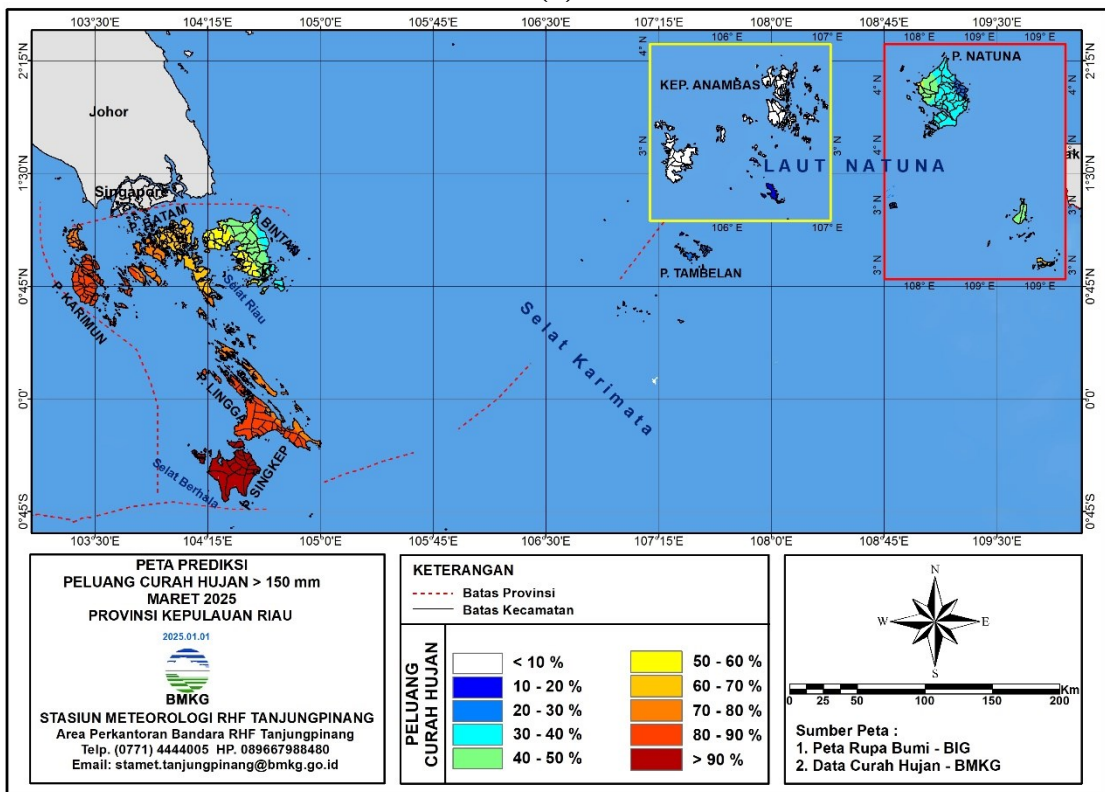 103°30'E 104°15'E 105°0'E 105°45'E 106°30'E 107°15'E 108°0'E 108°45'E 109°30'E
106° E 107° E
108° E 109° E 109° E
4° N
2°15'N
P. NATUNA
2°15'N
KEP. ANAMBAS
4° N
4° N
Johor
4° N
3° N
3° N
3° N
LAUT NATUNA
ak
1°30'N
1°30'N
Singapore
3° N
3° N
P. BATAM
P. BINTAN
106° E 107° E
P. TAMBELAN
3° N
3° N
108° E 109° E 109° E
Selat Riau
0°45'N
0°45'N
P. KARIMUN
Selat Karimata
P. LINGGA
0°0'
0°0'
P. SINGKEP
Selat Berhala
0°45'S
0°45'S
103°30'E 104°15'E 105°0'E 105°45'E 106°30'E 107°15'E 108°0'E 108°45'E 109°30'E
PETA PREDIKSI
PELUANG CURAH HUJAN > 150 mm
MARET 2025
PROVINSI KEPULAUAN RIAU
2025.01.01
BMKG
STASIUN METEOROLOGI RHF TANJUNGPINANG
Area Perkantoran Bandara RHF Tanjungpinang
Telp. (0771) 4444005 HP. 089667988480
Email: stamet.tanjungpinang@bmkg.go.id
KETERANGAN
Batas Provinsi
Batas Kecamatan
PELUANG
CURAH HUJAN
< 10 %
10 - 20 %
20 - 30 %
30 - 40 %
40 - 50 %
50 - 60 %
60 - 70 %
70 - 80 %
80 - 90 %
> 90 %
N
W E
S
0 25 50 100 150 200 Km
Sumber Peta :
1. Peta Rupa Bumi - BIG
2. Data Curah Hujan - BMKG